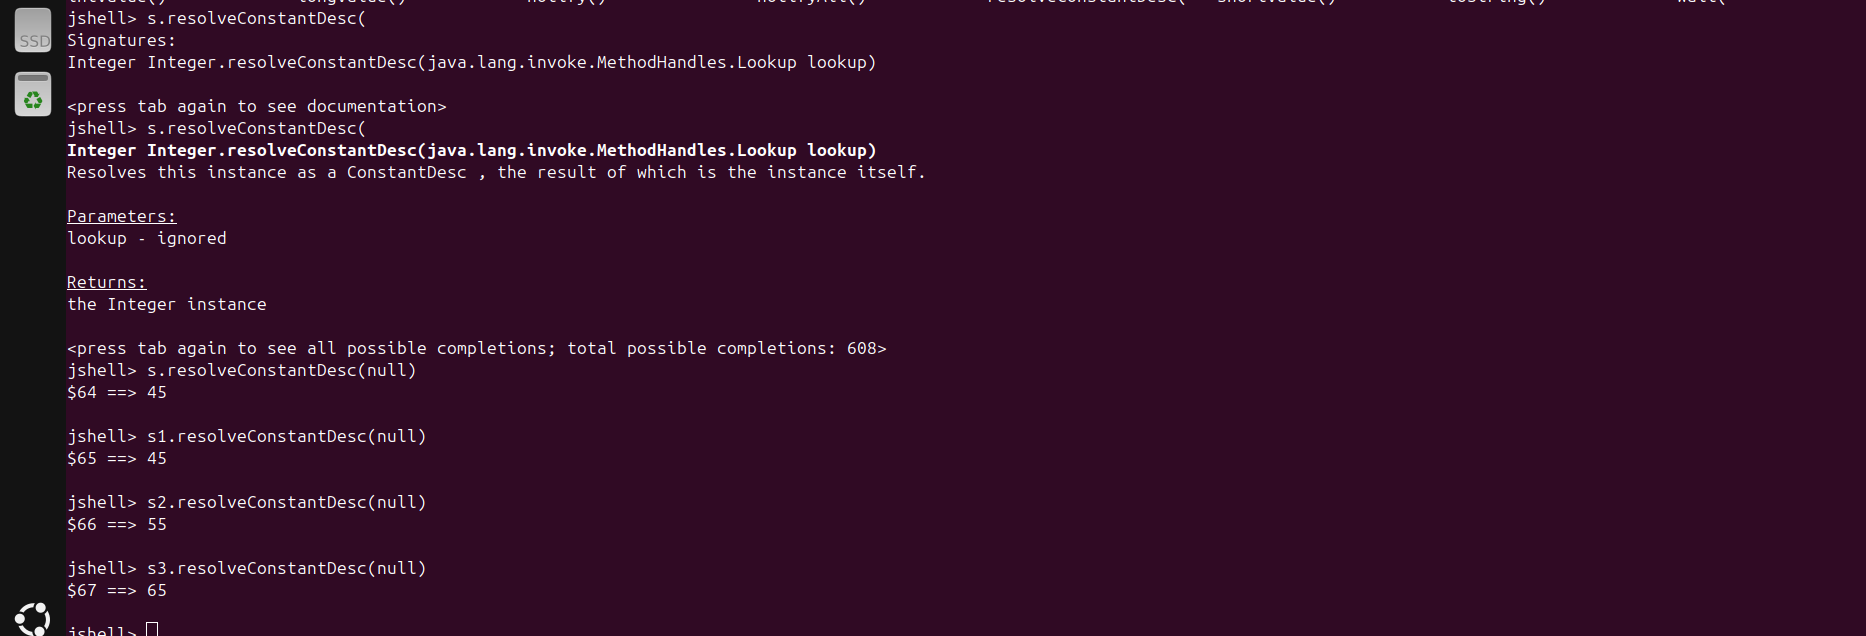 jshell> s.resolveConstantDesc(
SSD
Signatures:
Integer Integer.resolveConstantDesc(java.lang.invoke.MethodHandles.Lookup lookup)
<press tab again to see documentation>
jshell> s.resolveConstantDesc(
Integer Integer.resolveConstantDesc(java.lang.invoke.MethodHandles.Lookup lookup)
Resolves this instance as a ConstantDesc , the result of which is the instance itself.
Parameters:
lookup - ignored
Returns:
the Integer instance
<press tab again to see all possible completions; total possible completions: 608>
jshell> s.resolveConstantDesc(null)
$64 ==> 45
jshell> s1.resolveConstantDesc(null)
$65 ==> 45
jshell> s2.resolveConstantDesc(null)
$66 ==> 55
jshell> s3.resolveConstantDesc(null)
$67 ==> 65
jshell>